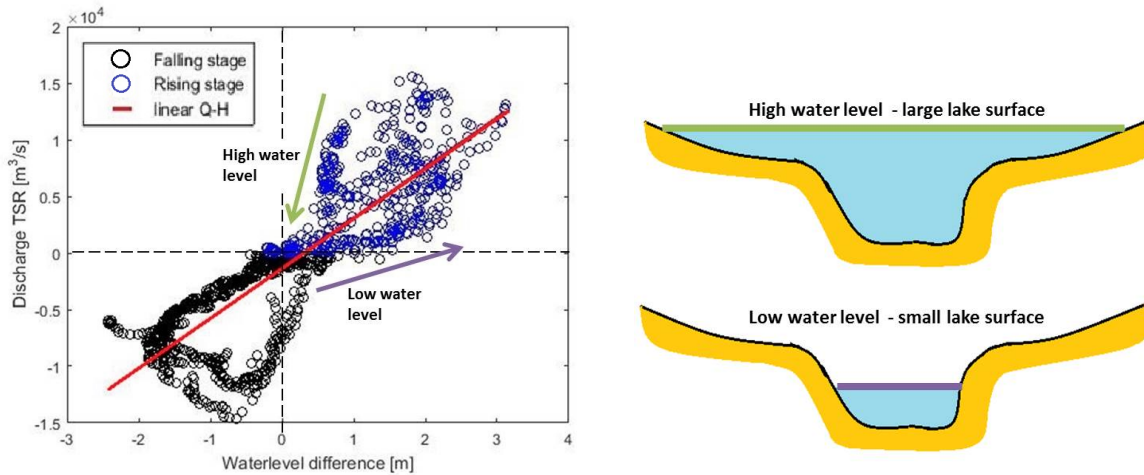 ×10⁴
2
1.5
1
0.5
0
-0.5
-1
-1.5
Discharge TSR [m³/s]
Falling stage
Rising stage
linear Q-H
High water
level
Low water
level
-3 -2 -1 0 1 2 3 4
Waterlevel difference [m]
High water level - large lake surface
Low water level - small lake surface